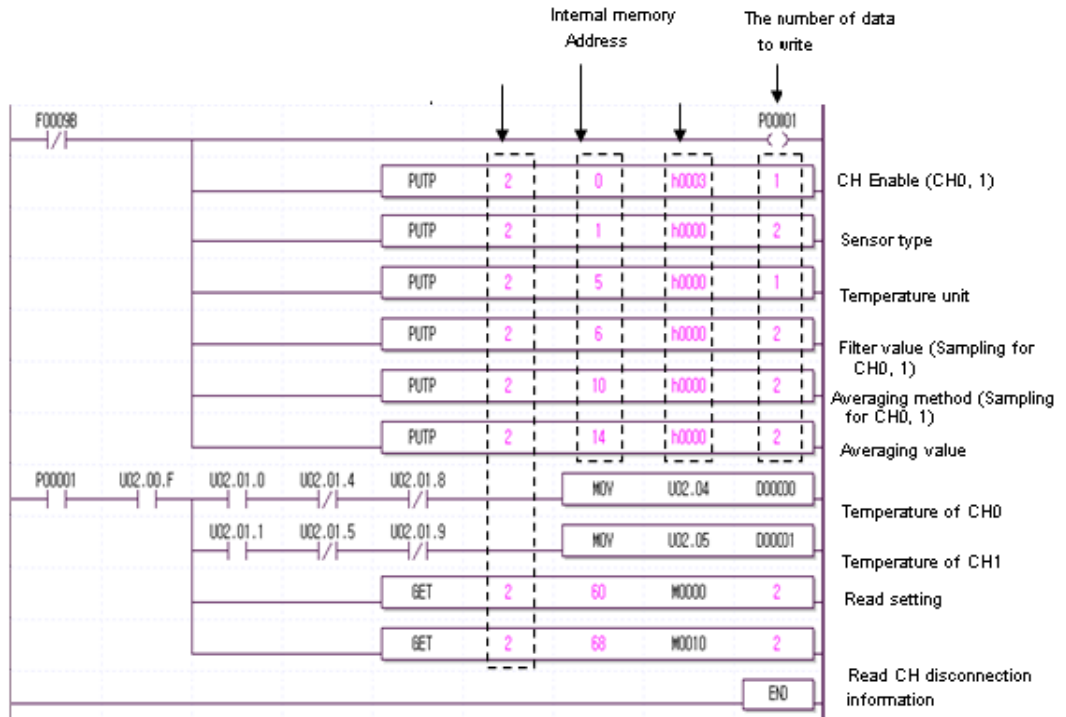 Internal memory
Address
The number of data
to write
F0009B
P00001
PUTP 2 0 h0003 1
CH Enable (CH0, 1)
PUTP 2 1 h0000 2
Sensor type
PUTP 2 5 h0000 1
Temperature unit
PUTP 2 6 h0000 2
Filter value (Sampling for
CH0, 1)
PUTP 2 10 h0000 2
Averaging method (Sampling
for CH0, 1)
PUTP 2 14 h0000 2
Averaging value
P00001 U02.00.F U02.01.0 U02.01.4 U02.01.8
MOV U02.04 D00000
Temperature of CH0
U02.01.1 U02.01.5 U02.01.9
MOV U02.05 D00001
Temperature of CH1
GET 2 60 M0000 2
Read setting
GET 2 68 M0010 2
Read CH disconnection
information
END